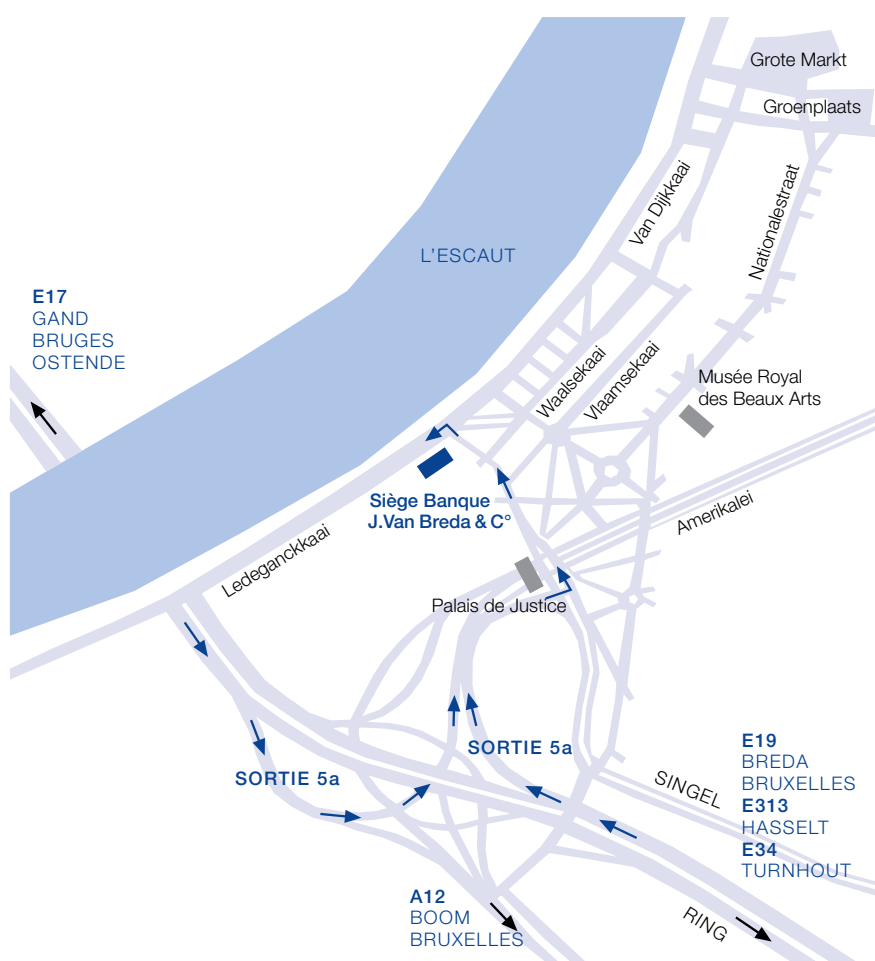 Grote Markt
Groenplaats
Van Dijkkaai
Nationalestraat
L'ESCAUT
E17
GAND
BRUGES
OSTENDE
Waalsekaai
Vlaamsekaai
Musée Royal
des Beaux Arts
Siège Banque
J.Van Breda & C°
Amerikalei
Ledeganckkaai
Palais de Justice
SORTIE 5a
SORTIE 5a
SINGEL
E19
BREDA
BRUXELLES
E313
HASSELT
E34
TURNHOUT
A12
BOOM
BRUXELLES
RING